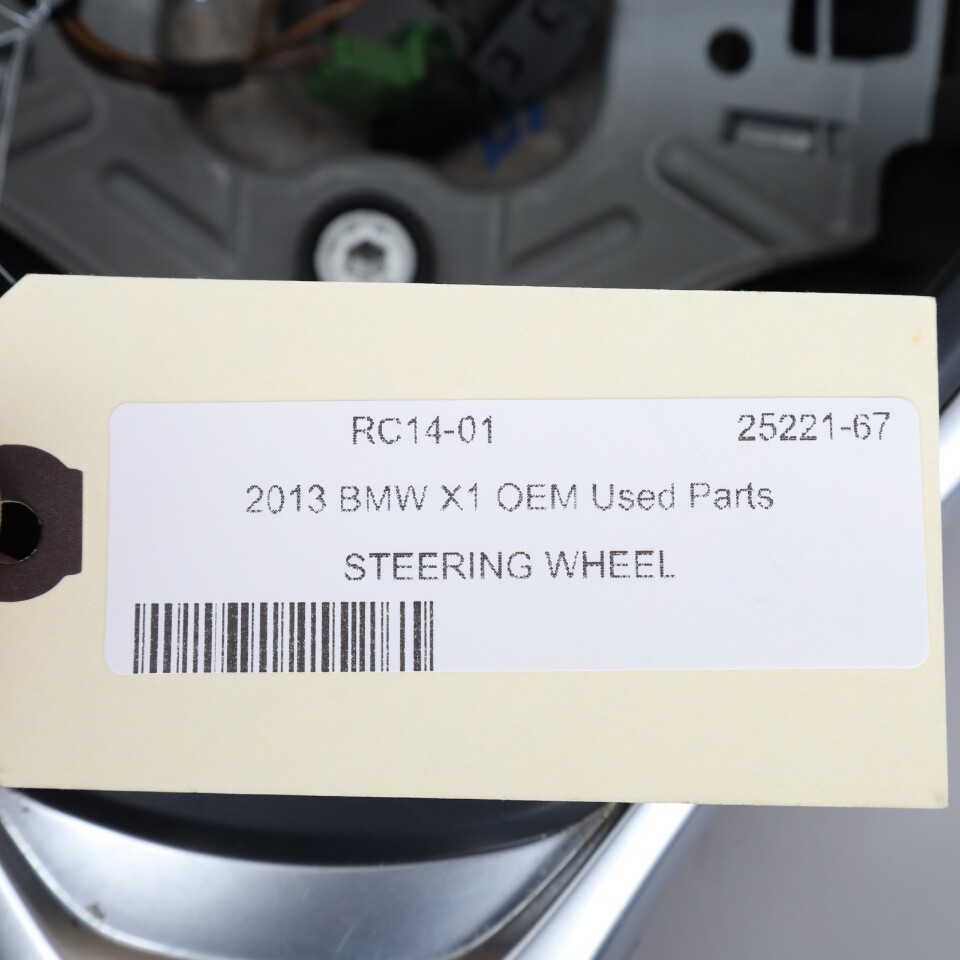 RC14-01 25221-67
2013 BMW X1 OEM Used Parts
STEERING WHEEL